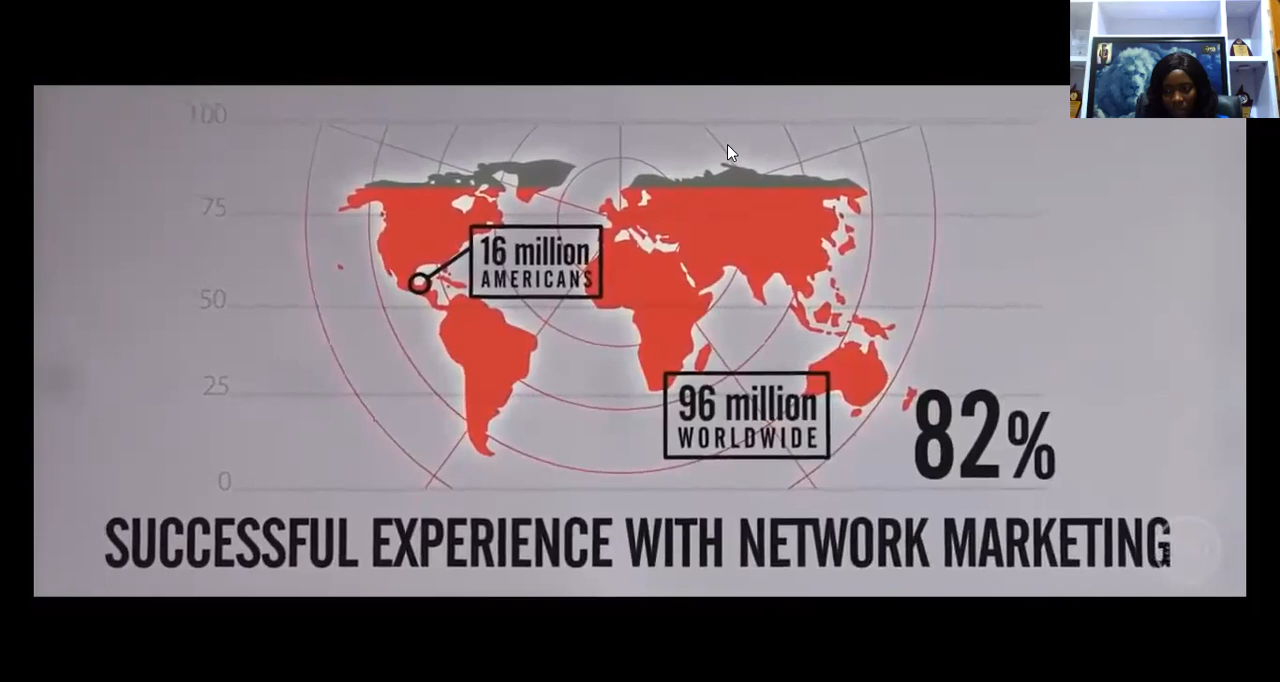 100
75
50
25
0
16 million
AMERICANS
96 million
WORLDWIDE
82%
SUCCESSFUL EXPERIENCE WITH NETWORK MARKETING